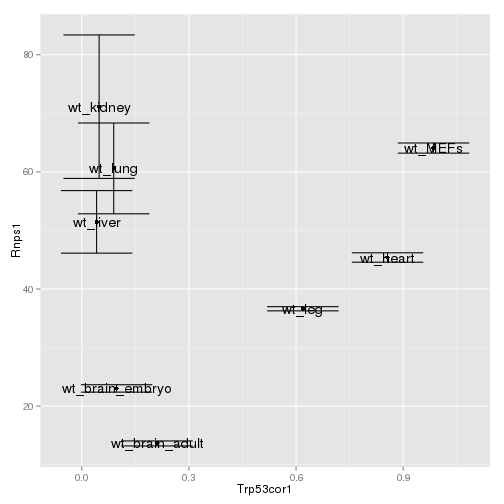 80
wt_kidney
wt_lung
wt_MEFs
60
wt_liver
wt_heart
Rnps1
40
wt_leg
wt_brain_embryo
20
wt_brain_adult
0.0
0.3
0.6
0.9
Trp53cor1